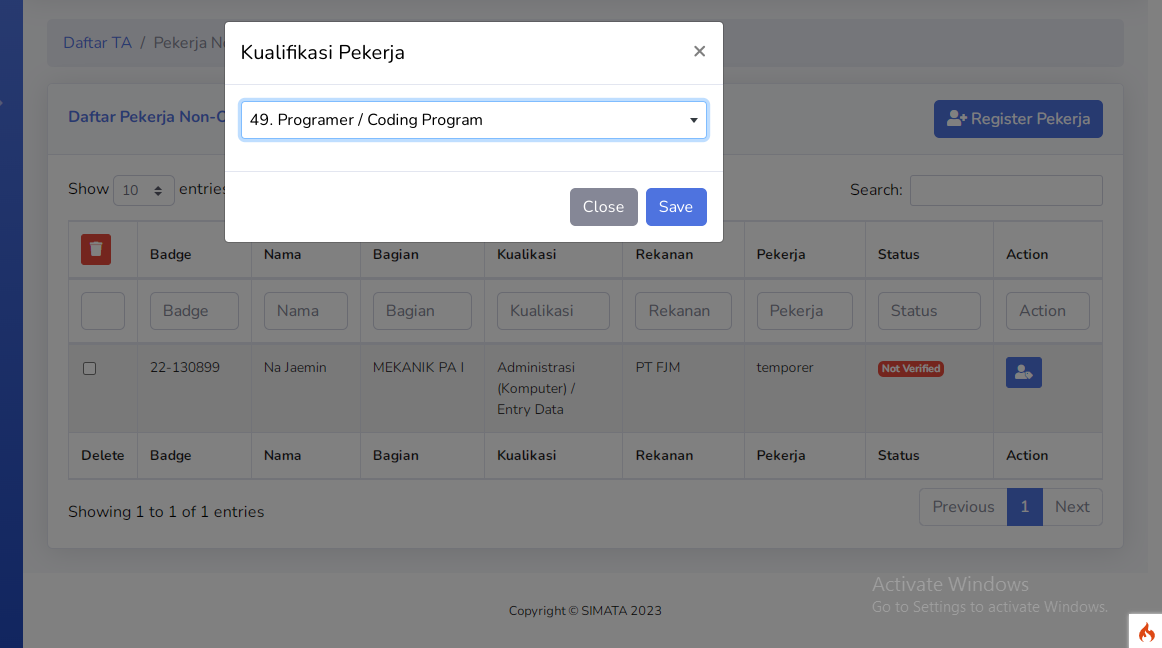 Daftar TA / Pekerja N
Kualifikasi Pekerja ×
49. Programer / Coding Program
Close Save
Daftar Pekerja Non-
Register Pekerja
Show 10 entries
Search:
Badge Nama Bagian Kualikasi Rekanan Pekerja Status Action
Badge Nama Bagian Kualikasi Rekanan Pekerja Status Action
22-130899 Na Jaemin MEKANIK PA I Administrasi PT FJM temporer Not Verified
(Komputer) /
Entry Data
Delete Badge Nama Bagian Kualikasi Rekanan Pekerja Status Action
Showing 1 to 1 of 1 entries
Previous 1 Next
Copyright © SIMATA 2023
Activate Windows
Go to Settings to activate Windows.